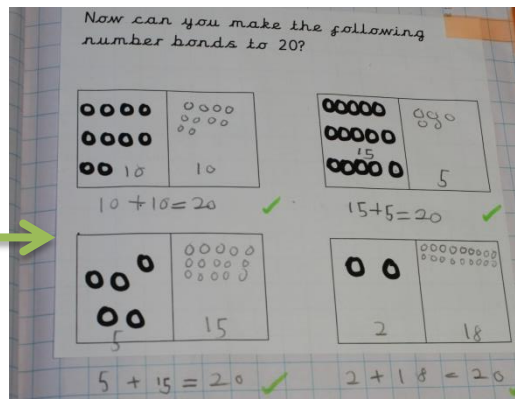 Now can you make the following
number bonds to 20?
10 10
15 5
10 + 10 = 20
15 + 5 = 20
5 15
2 18
5 + 15 = 20
2 + 18 = 20